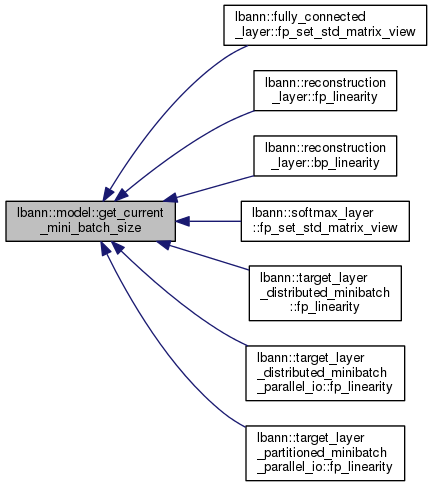 lbann::fully_connected
_layer::fp_set_std_matrix_view
lbann::reconstruction
_layer::fp_linearity
lbann::reconstruction
_layer::bp_linearity
lbann::model::get_current
_mini_batch_size
lbann::softmax_layer
::fp_set_std_matrix_view
lbann::target_layer
_distributed_minibatch
::fp_linearity
lbann::target_layer
_distributed_minibatch
_parallel_io::fp_linearity
lbann::target_layer
_partitioned_minibatch
_parallel_io::fp_linearity